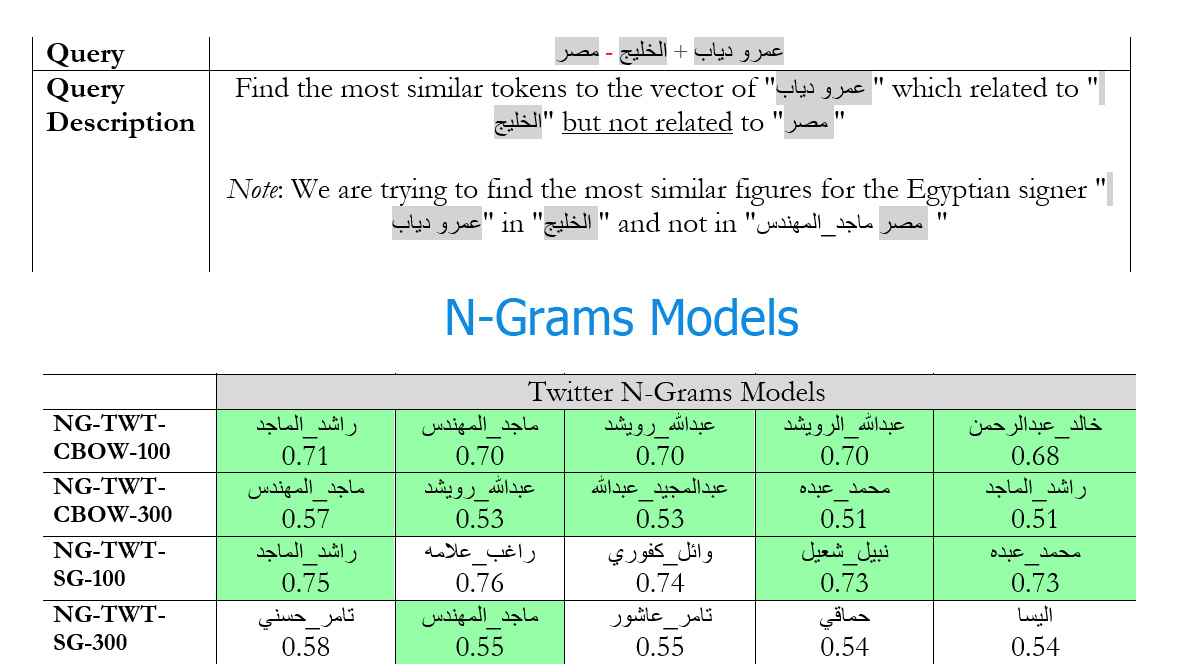 Query
عمرو دياب + الخليج - مصر
Query
Description
Find the most similar tokens to the vector of "عمرو دياب" which related to "
الخليج" but not related to "مصر"
Note: We are trying to find the most similar figures for the Egyptian signer "
عمرو دياب" in "الخليج" and not in "مصر ماجد_المهندس"
N-Grams Models
Twitter N-Grams Models
NG-TWT-
CBOW-100
راشد_الماجد ماجد_المهندس عبدالله_رويشد عبدالله_الرويشد خالد_عبدالرحمن
0.71 0.70 0.70 0.70 0.68
NG-TWT-
CBOW-300
ماجد_المهندس عبدالله_رويشد عبدالمجيد_عبدالله محمد_عبده راشد_الماجد
0.57 0.53 0.53 0.51 0.51
NG-TWT-
SG-100
راشد_الماجد راغب_علامه وائل_كفوري نبيل_شعيل محمد_عبده
0.75 0.76 0.74 0.73 0.73
NG-TWT-
SG-300
تامر_حسني ماجد_المهندس تامر_عاشور حماقي اليسا
0.58 0.55 0.55 0.54 0.54